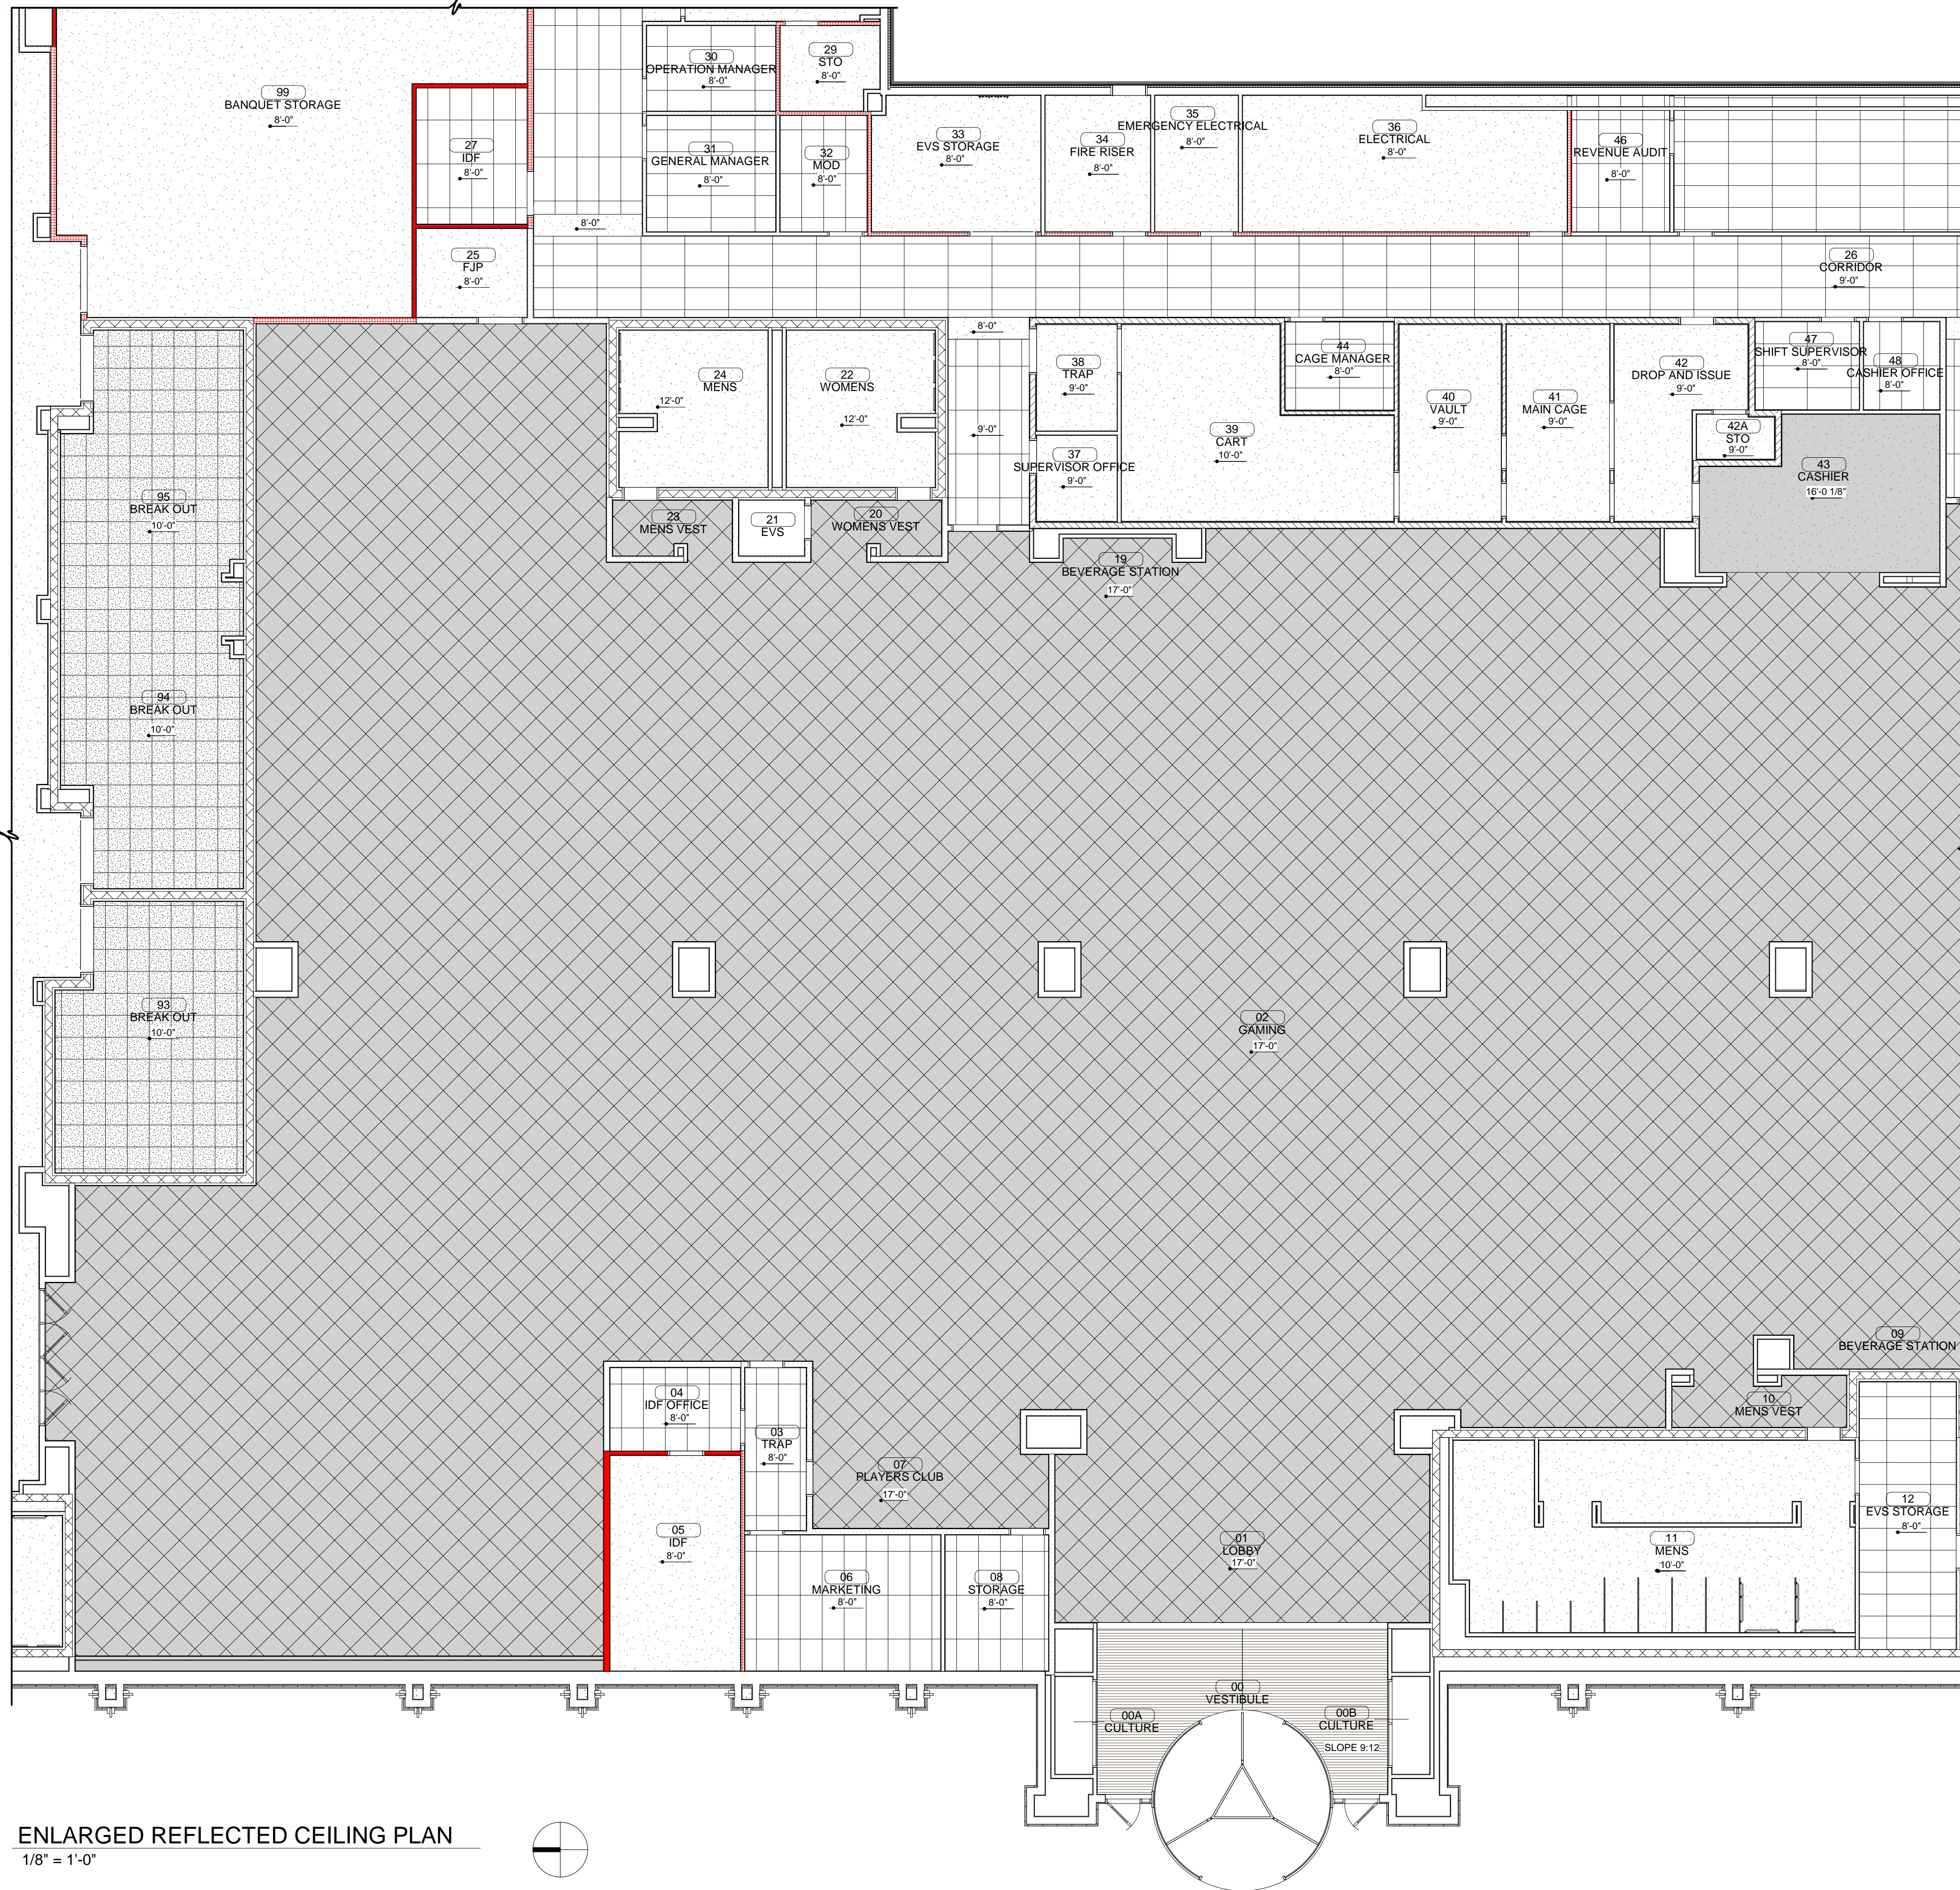 30
OPERATION MANAGER
8'-0"
29
STO
8'-0"
99
BANQUET STORAGE
8'-0"
27
IDF
8'-0"
31
GENERAL MANAGER
8'-0"
32
MOD
8'-0"
33
EVS STORAGE
8'-0"
34
FIRE RISER
8'-0"
35
EMERGENCY ELECTRICAL
8'-0"
36
ELECTRICAL
8'-0"
46
REVENUE AUDIT
8'-0"
8'-0"
25
FJP
8'-0"
26
CORRIDOR
9'-0"
8'-0"
24
MENS
12'-0"
22
WOMENS
12'-0"
9'-0"
38
TRAP
9'-0"
37
SUPERVISOR OFFICE
9'-0"
39
CART
10'-0"
44
CAGE MANAGER
8'-0"
40
VAULT
9'-0"
41
MAIN CAGE
9'-0"
42
DROP AND ISSUE
9'-0"
47
SHIFT SUPERVISOR
8'-0"
48
CASHIER OFFICE
8'-0"
42A
STO
9'-0"
43
CASHIER
16'-0 1/8"
95
BREAK OUT
10'-0"
23
MENS VEST
21
EVS
20
WOMENS VEST
19
BEVERAGE STATION
17'-0"
94
BREAK OUT
10'-0"
93
BREAK OUT
10'-0"
02
GAMING
17'-0"
09
BEVERAGE STATION
04
IDF OFFICE
8'-0"
03
TRAP
8'-0"
10
MENS VEST
07
PLAYERS CLUB
17'-0"
05
IDF
8'-0"
01
LOBBY
17'-0"
11
MENS
10'-0"
12
EVS STORAGE
8'-0"
06
MARKETING
8'-0"
08
STORAGE
8'-0"
00
VESTIBULE
00A
CULTURE
00B
CULTURE
SLOPE 9:12
ENLARGED REFLECTED CEILING PLAN
1/8" = 1'-0"